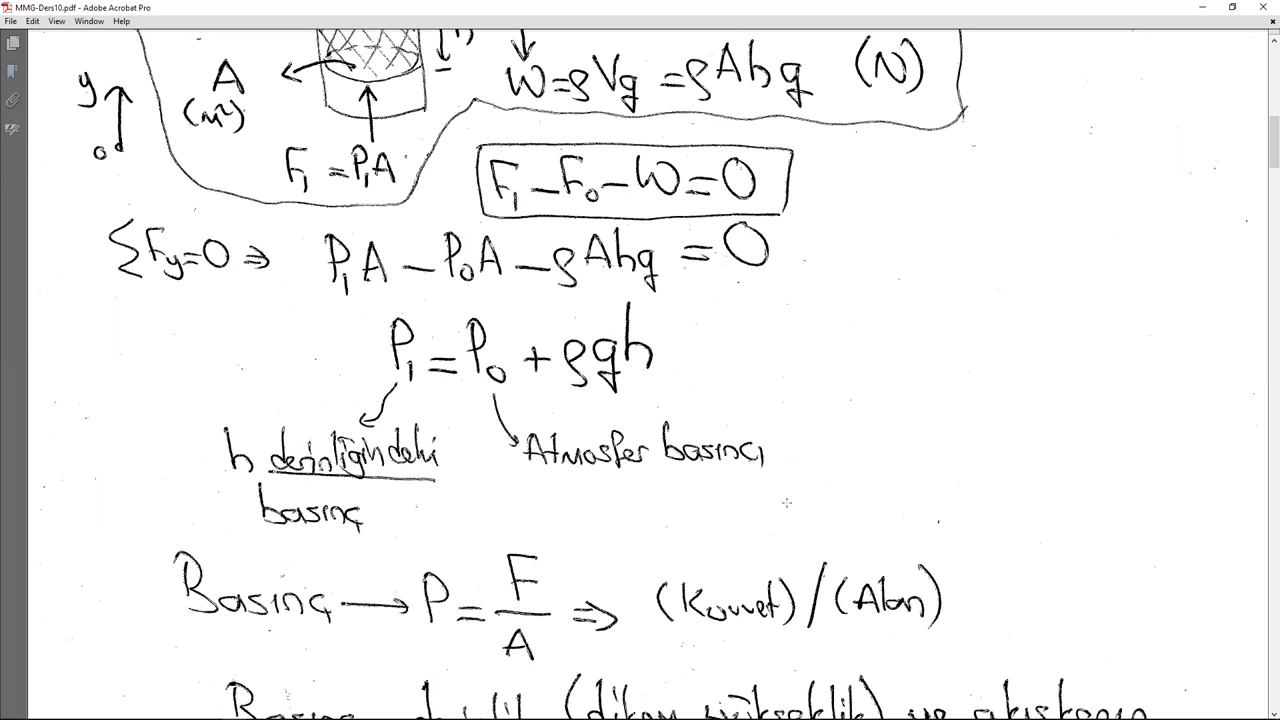 MMG-Ders10.pdf - Adobe Acrobat Pro
File Edit View Window Help
A
(m²)
y
0
W = ρVg = ρAhg (N)
F₁ = P₁A
F₁ - F₀ - W = 0
ΣFy=0 ⇒ P₁A - P₀A - ρAhg = 0
P₁ = P₀ + ρgh
h derinliğindeki
basınç
Atmosfer basıncı
Basınç → P = F/A ⇒ (Kuvvet) / (Alan)